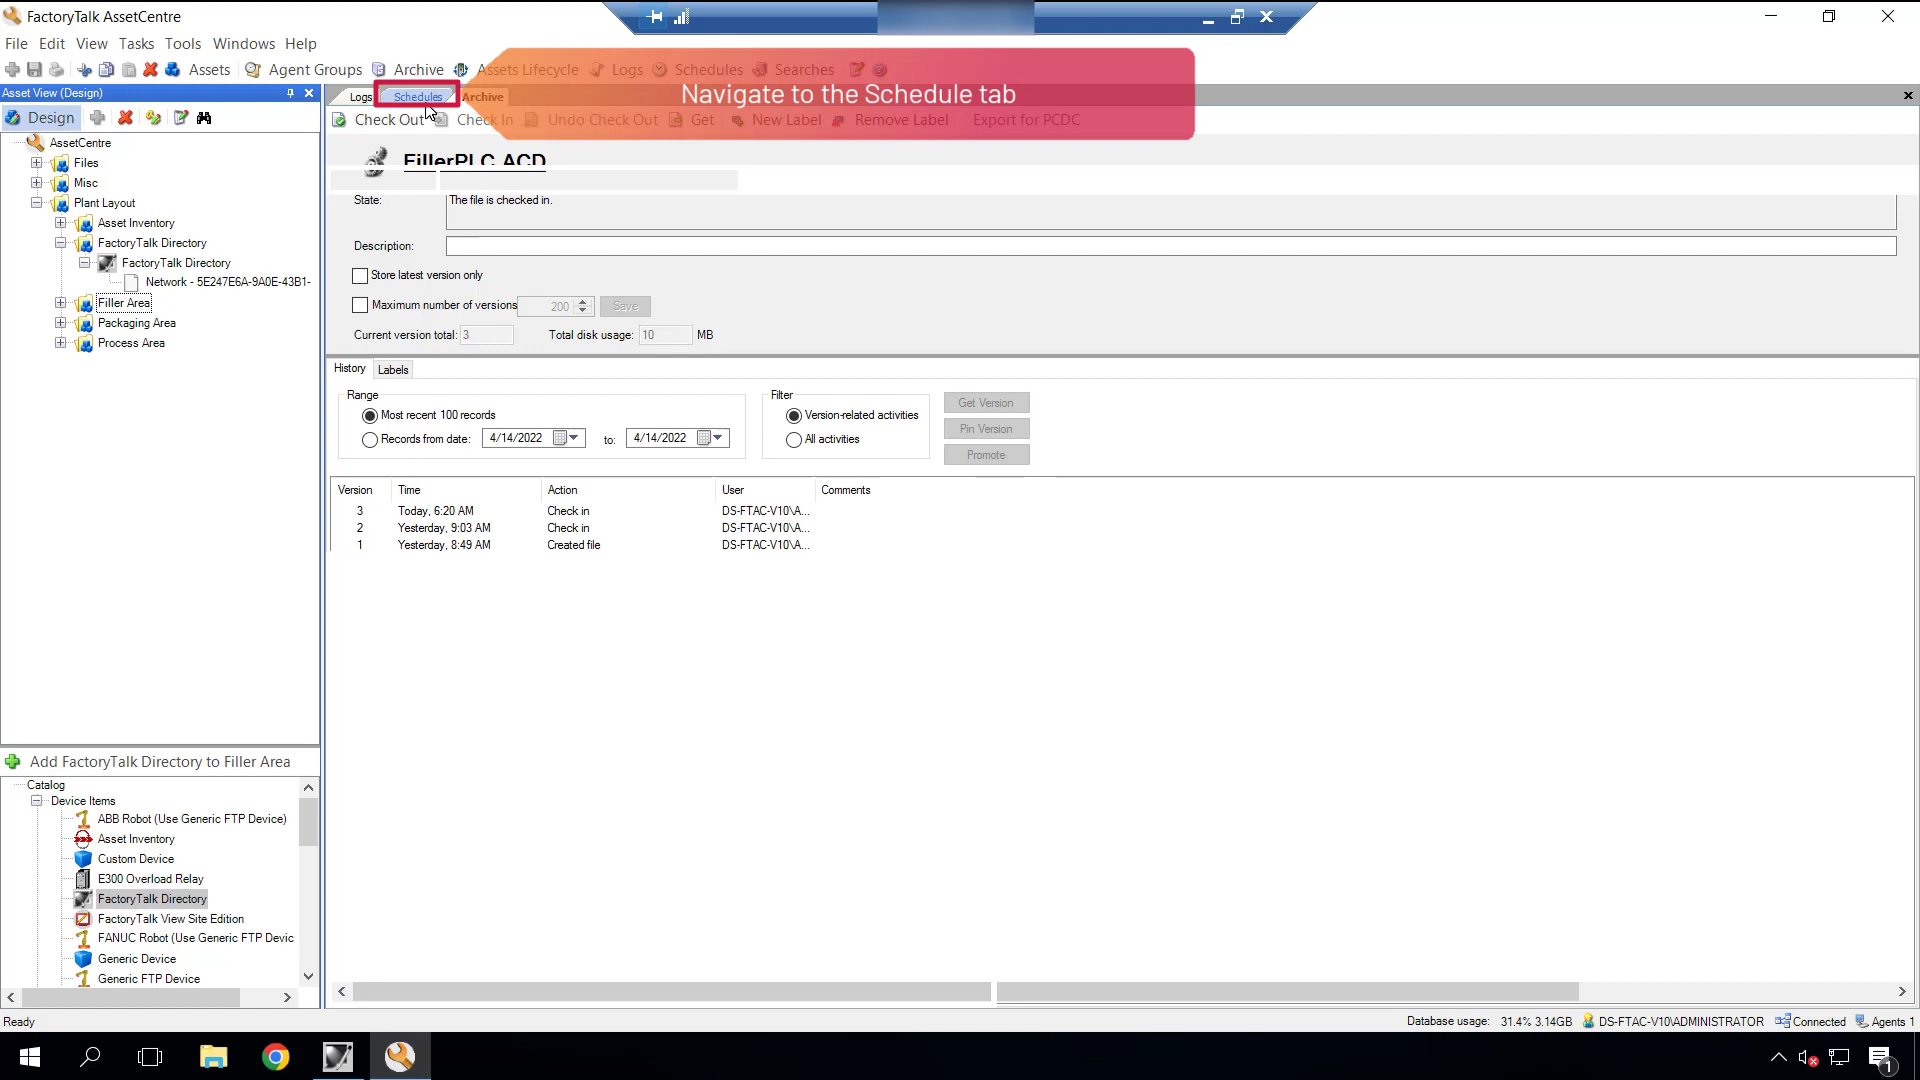 FactoryTalk AssetCentre
File Edit View Tasks Tools Windows Help
Assets Agent Groups Archive Assets Lifecycle Logs Schedules Searches
Navigate to the Schedule tab
Asset View (Design)
Logs Schedules Archive
Design
Check Out Check In Undo Check Out Get New Label Remove Label Export for PCDC
AssetCentre
Files
Misc
Plant Layout
Asset Inventory
FactoryTalk Directory
FactoryTalk Directory
Network - 5E247E6A-9A0E-43B1-
Filler Area
Packaging Area
Process Area
FillerPLC.ACD
State: The file is checked in.
Description:
Store latest version only
Maximum number of versions 200 Save
Current version total: 3 Total disk usage: 10 MB
History Labels
Range
Most recent 100 records
Records from date: 4/14/2022 to: 4/14/2022
Filter
Version-related activities
All activities
Get Version
Pin Version
Promote
Version Time Action User Comments
3 Today, 6:20 AM Check in DS-FTAC-V10\A...
2 Yesterday, 9:03 AM Check in DS-FTAC-V10\A...
1 Yesterday, 8:49 AM Created file DS-FTAC-V10\A...
Add FactoryTalk Directory to Filler Area
Catalog
Device Items
ABB Robot (Use Generic FTP Device)
Asset Inventory
Custom Device
E300 Overload Relay
FactoryTalk Directory
FactoryTalk View Site Edition
FANUC Robot (Use Generic FTP Devic
Generic Device
Generic FTP Device
Ready
Database usage: 31.4% 3.14GB DS-FTAC-V10\ADMINISTRATOR Connected Agents 1
1